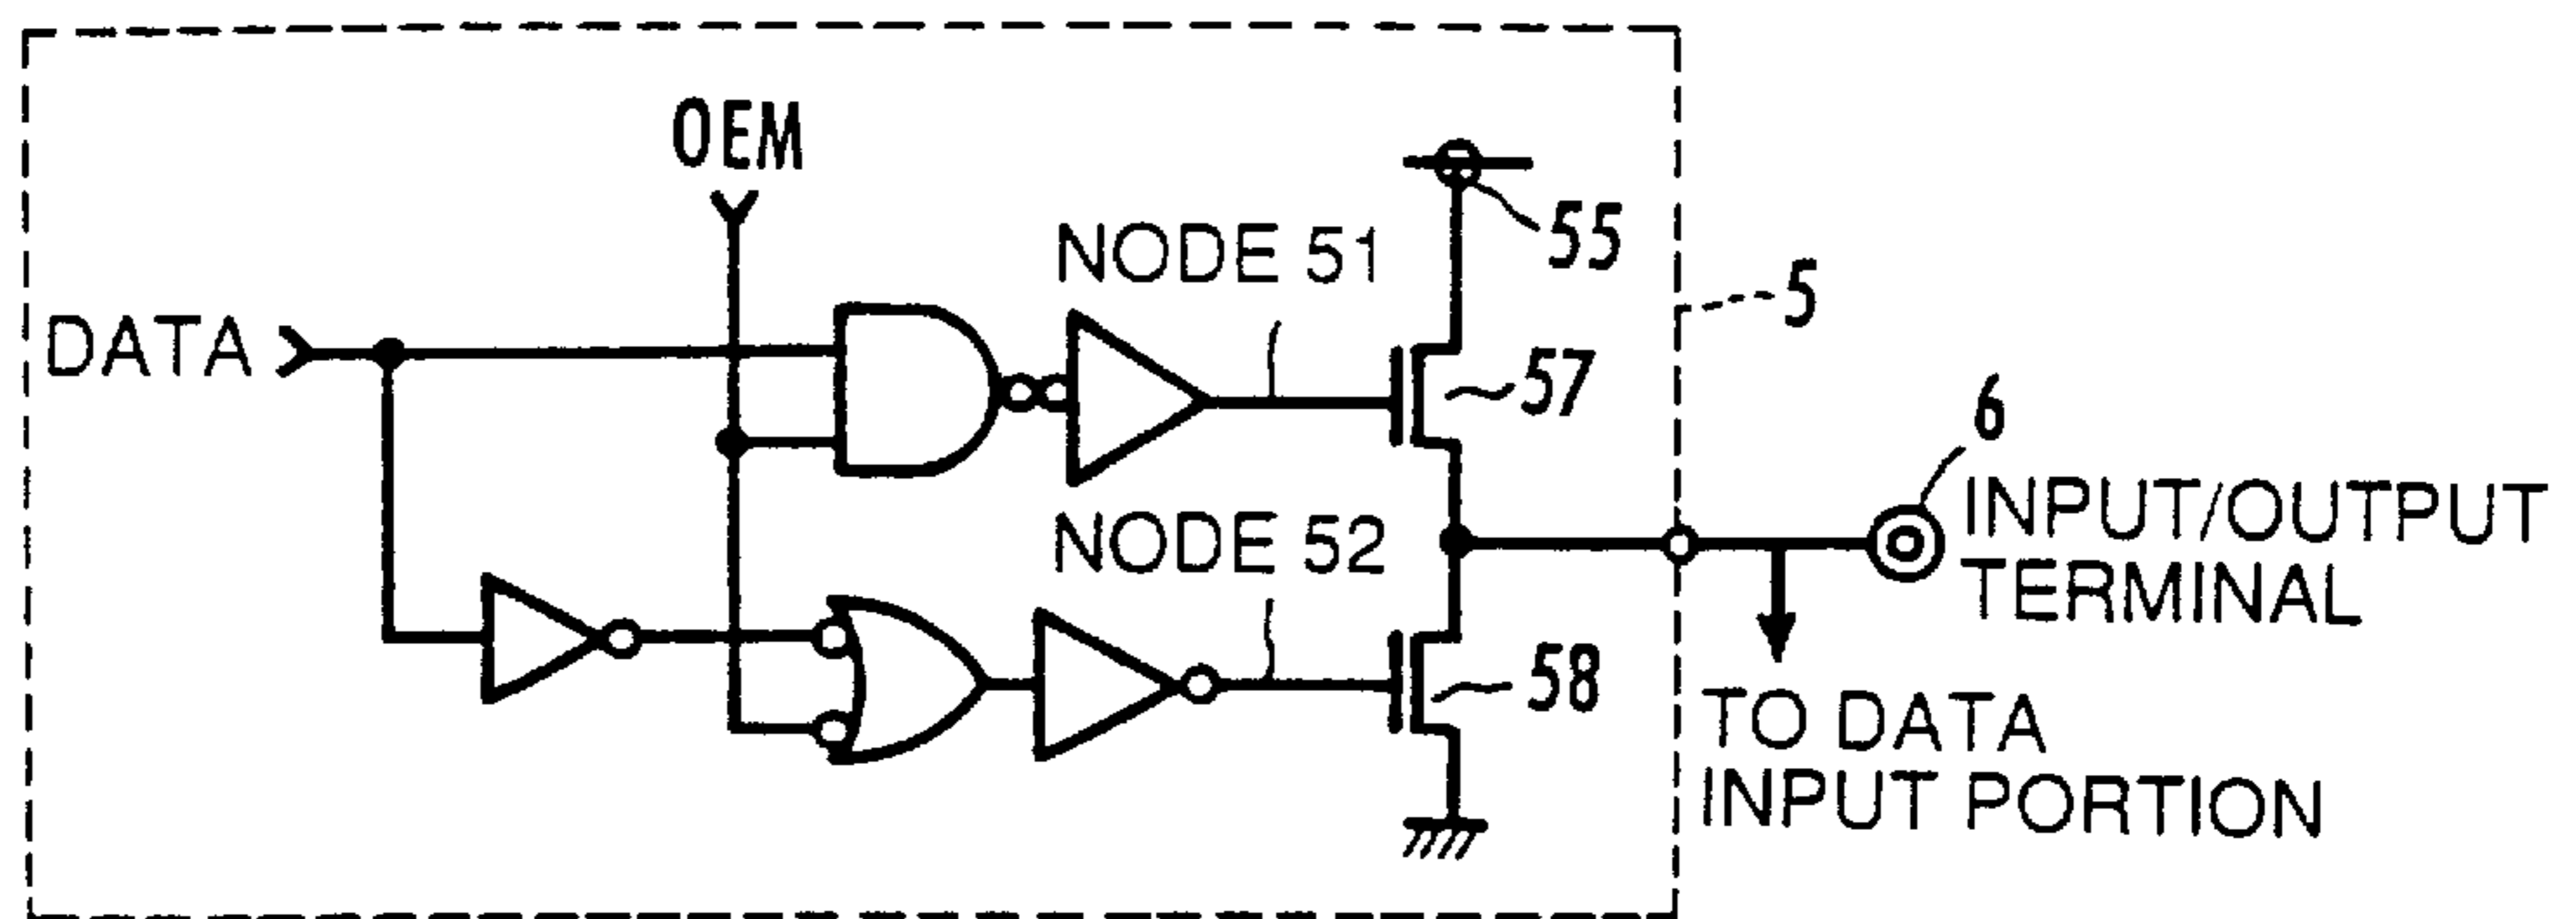 OEM
NODE 51
55
5
DATA
57
6
INPUT/OUTPUT
TERMINAL
NODE 52
58
TO DATA
INPUT PORTION